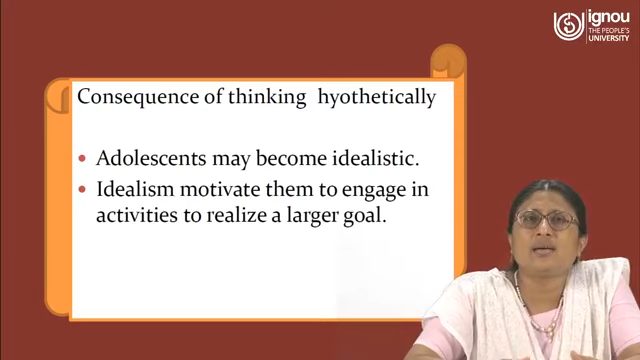 ignou
THE PEOPLE'S
UNIVERSITY
Consequence of thinking hyothetically
• Adolescents may become idealistic.
• Idealism motivate them to engage in
activities to realize a larger goal.